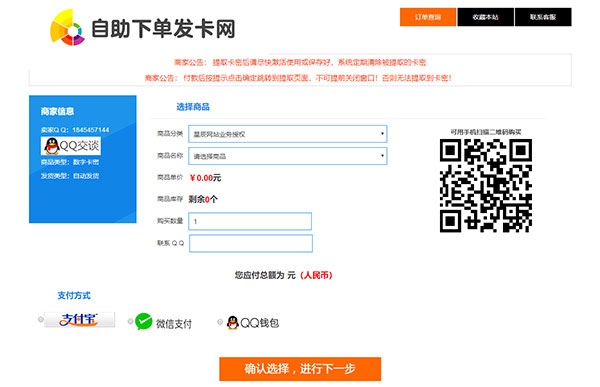 自助下单发卡网
订单查询 收藏本站 联系客服
商家公告： 提取卡密后请尽快激活使用或保存好、系统定期清除被提取的卡密
商家公告： 付款后按提示点击确定跳转到提取页面、不可提前关闭窗口！否则无法提取到卡密！
商家信息
卖家Q Q：1845457144
QQ交谈
商品类型：数字卡密
发货类型：自动发货
选择商品
商品分类 星辰网站业务授权
商品名称 请选择商品
商品单价 ￥0.00元
商品库存 剩余0个
购买数量 1
联系 Q Q
可用手机扫描二维码购买
您应付总额为 元（人民币）
支付方式
支付宝 微信支付 QQ钱包
确认选择，进行下一步